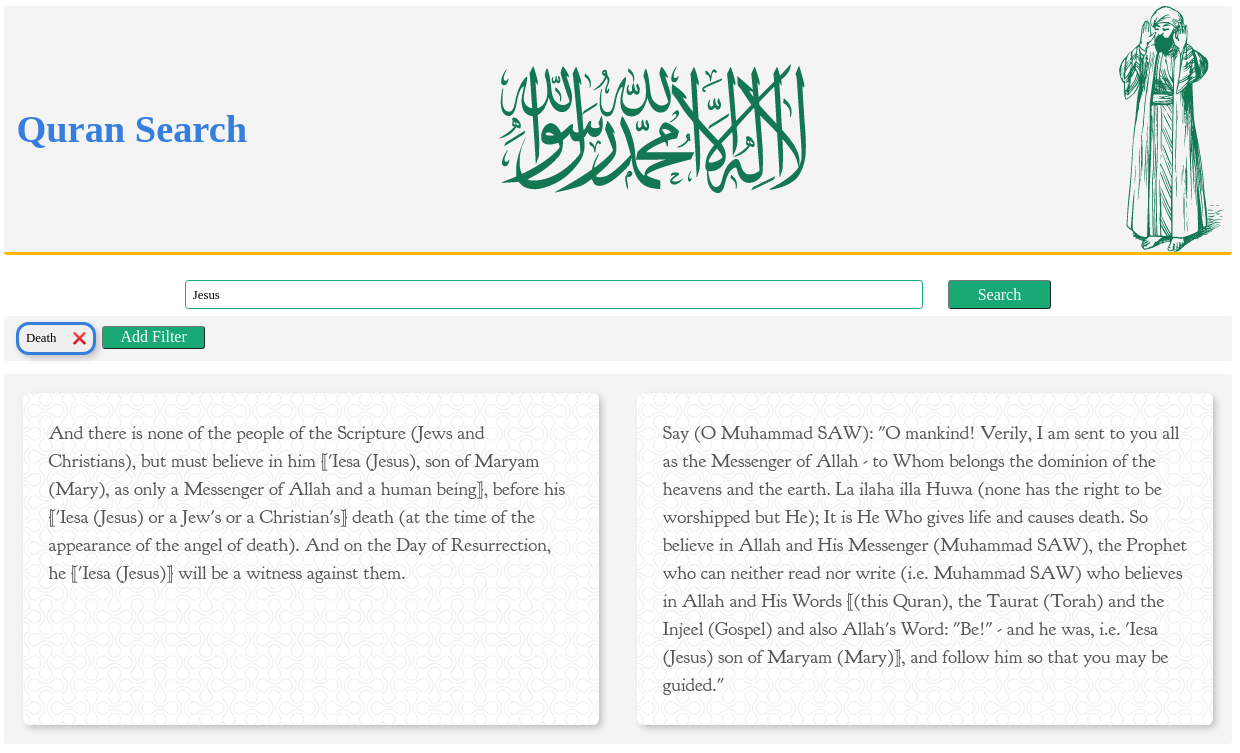 Quran Search
لا اله الا الله محمد رسول الله
Jesus
Search
Death ❌
Add Filter
And there is none of the people of the Scripture (Jews and
Christians), but must believe in him ⦃'Iesa (Jesus), son of Maryam
(Mary), as only a Messenger of Allah and a human being⦄, before his
⦃'Iesa (Jesus) or a Jew's or a Christian's⦄ death (at the time of the
appearance of the angel of death). And on the Day of Resurrection,
he ⦃'Iesa (Jesus)⦄ will be a witness against them.
Say (O Muhammad SAW): "O mankind! Verily, I am sent to you all
as the Messenger of Allah - to Whom belongs the dominion of the
heavens and the earth. La ilaha illa Huwa (none has the right to be
worshipped but He); It is He Who gives life and causes death. So
believe in Allah and His Messenger (Muhammad SAW), the Prophet
who can neither read nor write (i.e. Muhammad SAW) who believes
in Allah and His Words ⦃(this Quran), the Taurat (Torah) and the
Injeel (Gospel) and also Allah's Word: "Be!" - and he was, i.e. 'Iesa
(Jesus) son of Maryam (Mary)⦄, and follow him so that you may be
guided."